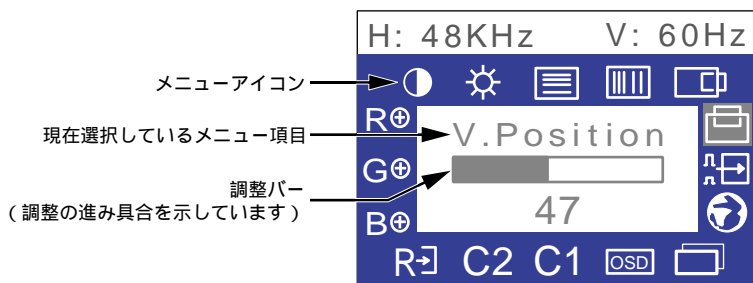 H: 48KHz V: 60Hz
メニューアイコン
現在選択しているメニュー項目
調整バー
（調整の進み具合を示しています）
R
V.Position
G
47
B
R C2 C1 OSD